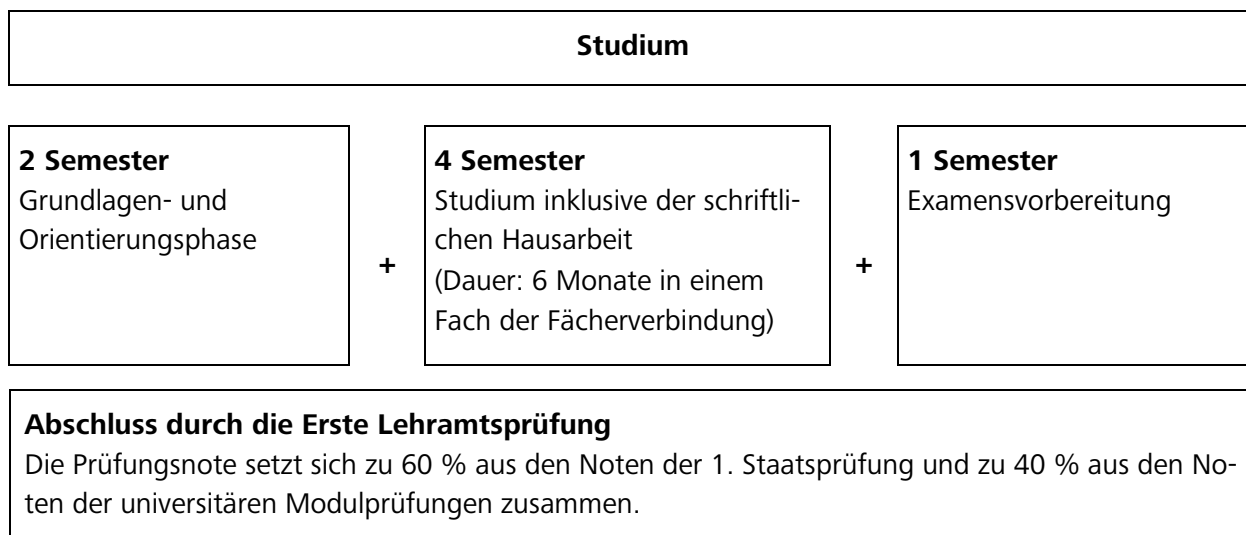 Studium
2 Semester
Grundlagen- und
Orientierungsphase
+
4 Semester
Studium inklusive der schriftli-
chen Hausarbeit
(Dauer: 6 Monate in einem
Fach der Fächerverbindung)
+
1 Semester
Examensvorbereitung
Abschluss durch die Erste Lehramtsprüfung
Die Prüfungsnote setzt sich zu 60 % aus den Noten der 1. Staatsprüfung und zu 40 % aus den No-
ten der universitären Modulprüfungen zusammen.